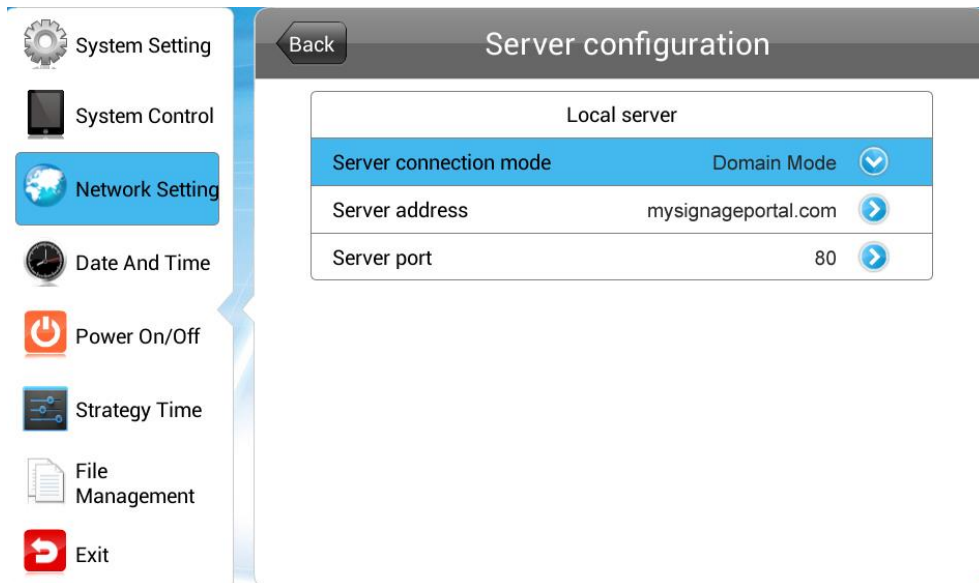 System Setting
System Control
Network Setting
Date And Time
Power On/Off
Strategy Time
File
Management
Exit
Back
Server configuration
Local server
Server connection mode Domain Mode
Server address mysignageportal.com
Server port 80